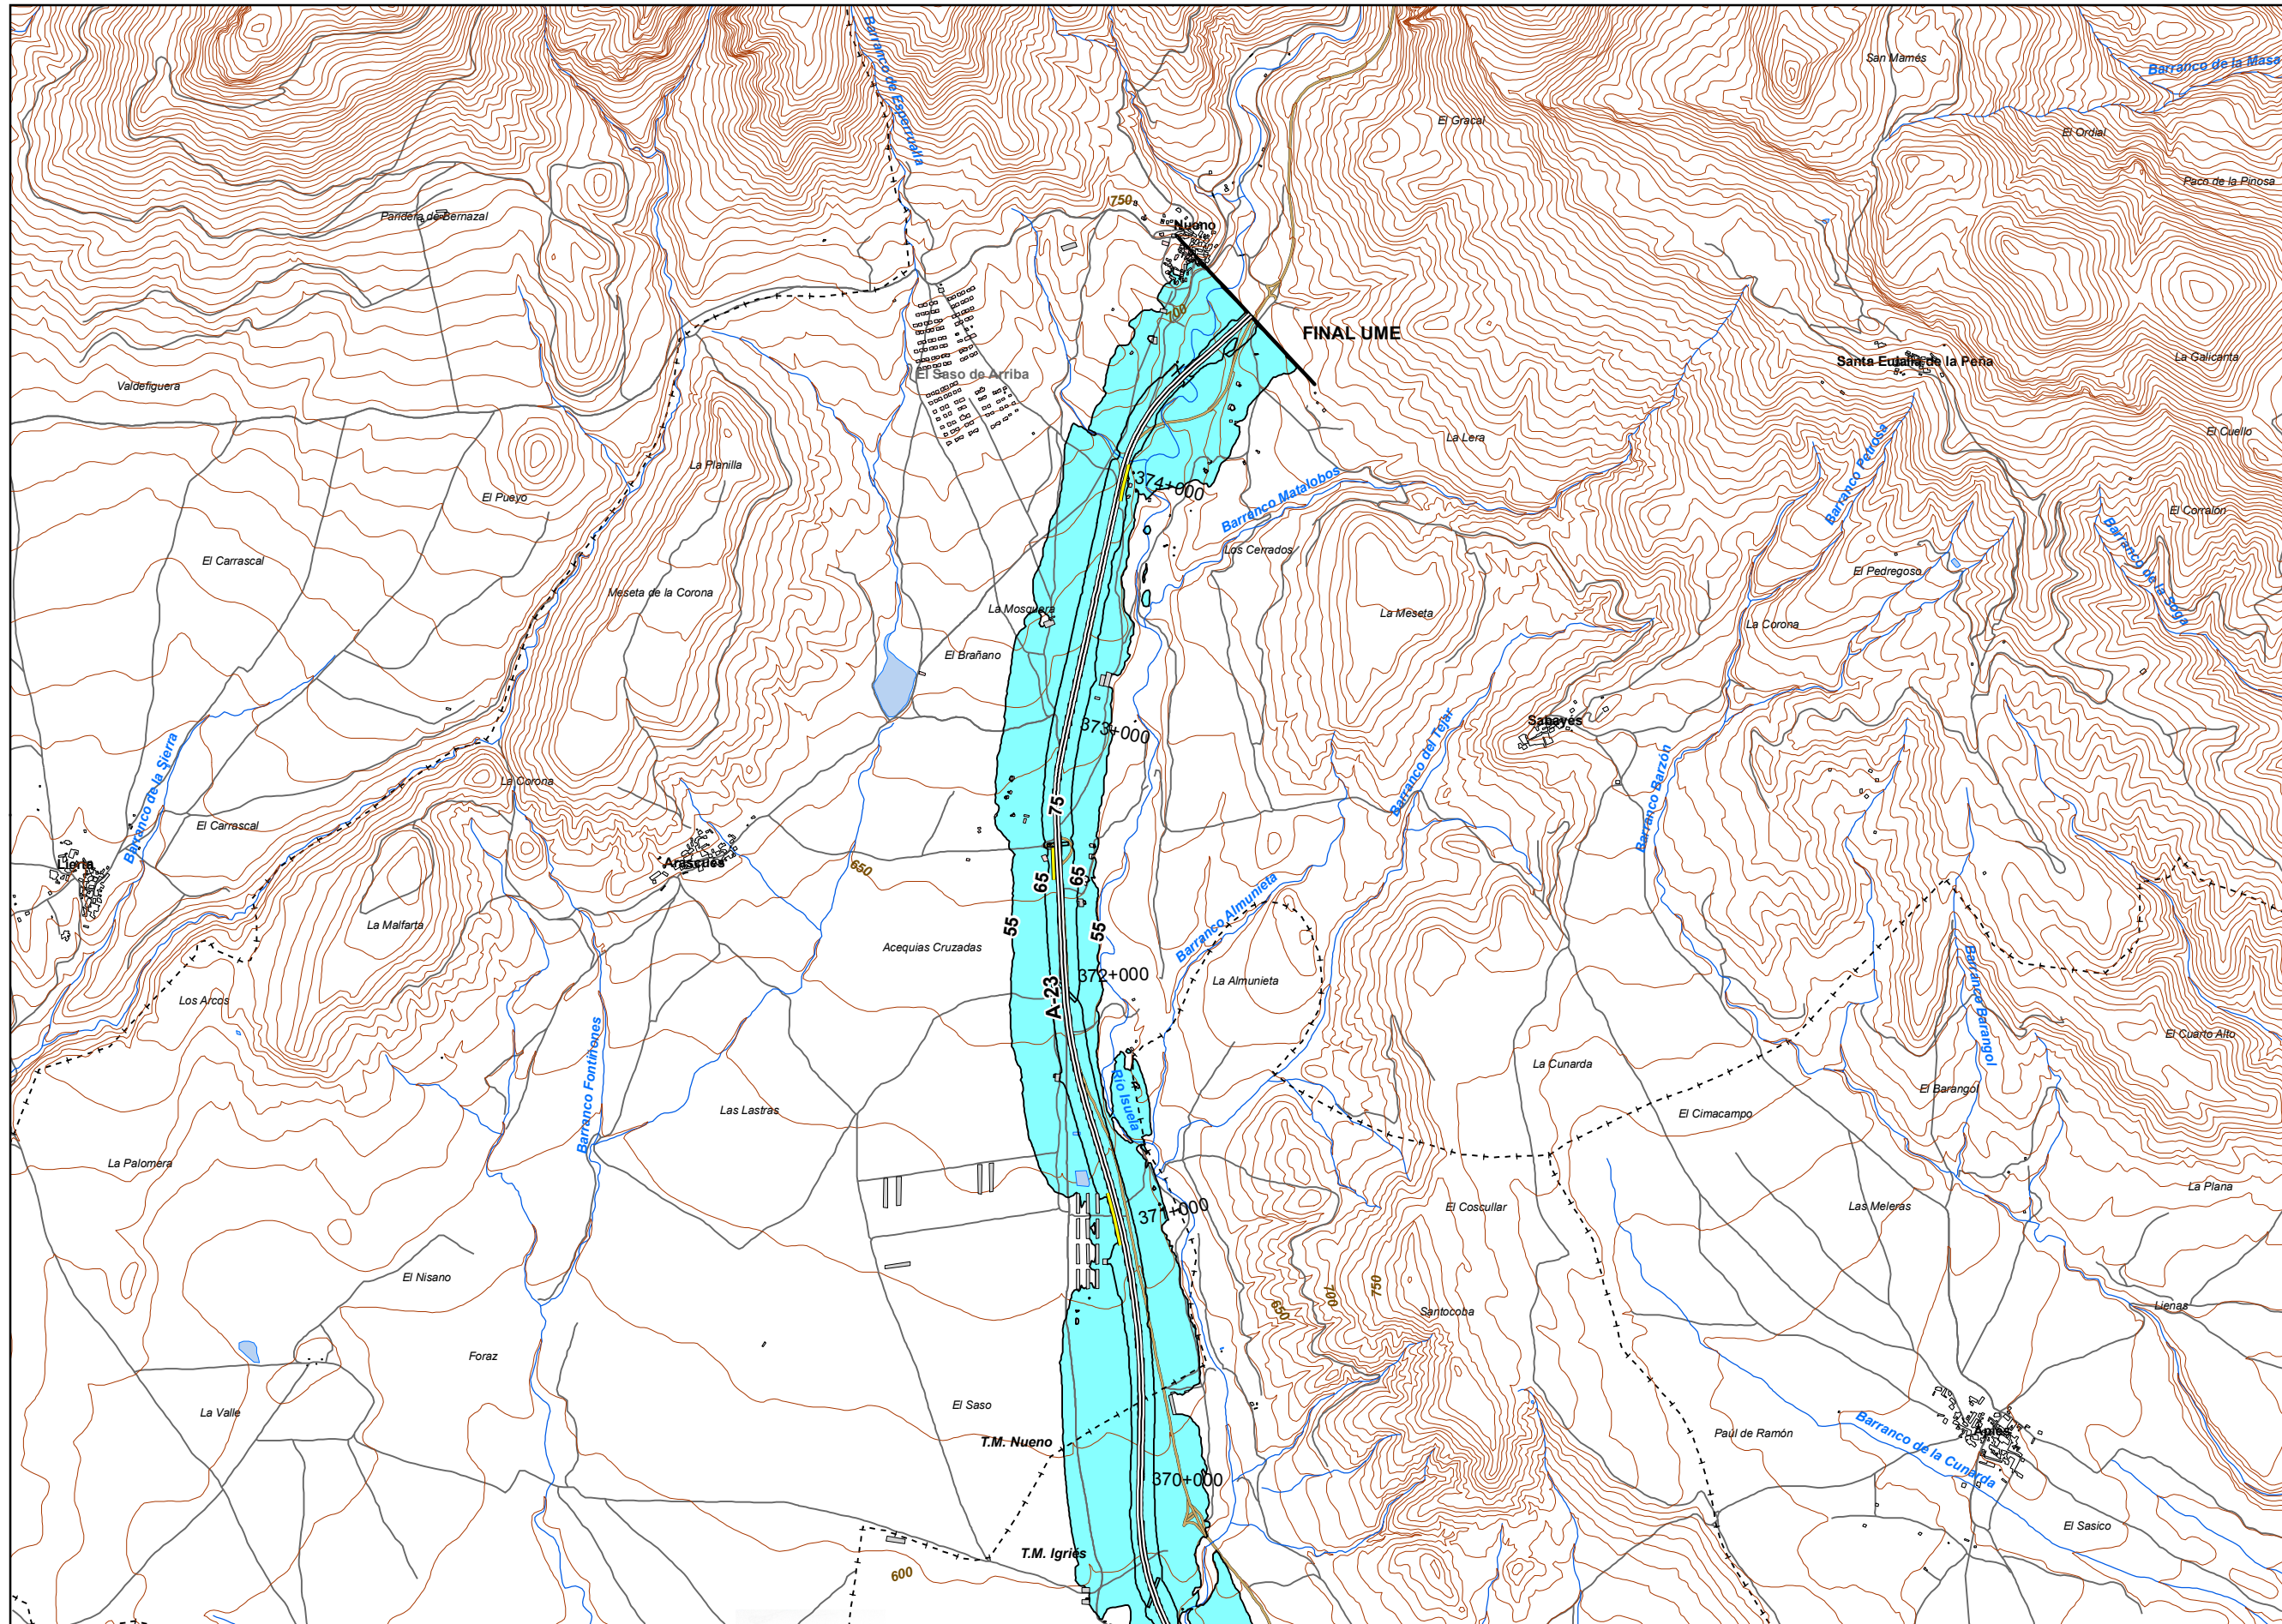 Barranco de Esperrualla
San Mamés
Barranco de la Masa
El Gracal
El Ordial
Paco de la Pinosa
Pandera de Bernazal
750
Nueno
700
FINAL UME
Santa Eulalia de la Peña
La Galicanta
El Saso de Arriba
Valdefiguera
La Lera
El Cuello
La Planilla
Barranco Petrosa
374+000
Barranco Matalobos
El Pueyo
El Corralón
Los Cerrados
El Carrascal
El Pedregoso
Barranco de la Soga
Meseta de la Corona
La Mosquera
La Meseta
La Corona
El Brañano
373+000
Sabayés
Barranco de la Sierra
Barranco del Tejar
La Corona
Barranco Barzón
75
El Carrascal
Lierta
Arascués
650
65
65
La Malfarta
55
55
Barranco Almunieta
Acequias Cruzadas
372+000
La Almunieta
A-23
Los Arcos
Barranco Barangol
El Cuarto Alto
Barranco Fontiñones
La Cunarda
Río Isuela
El Barangol
Las Lastras
El Cimacampo
La Palomera
La Plana
371+000
El Coscullar
Las Meleras
El Nisano
650
700
750
Santocoba
Lienas
Foraz
La Valle
El Saso
Paúl de Ramón
Apiés
T.M. Nueno
Barranco de la Cunarda
370+000
El Sasico
T.M. Igriés
600